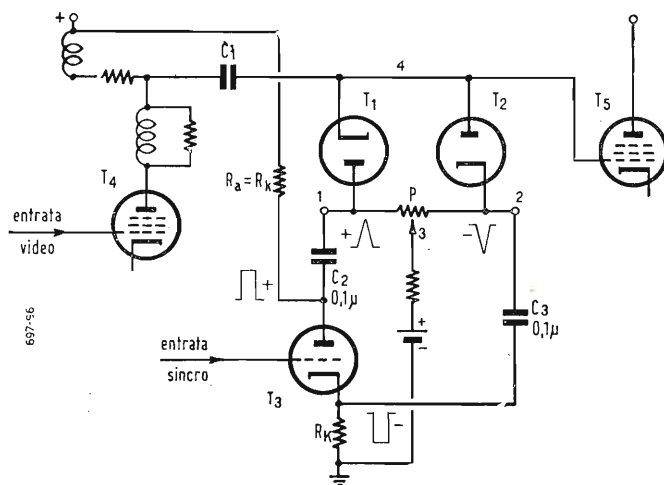 +
C1
4
T1
T2
T5
Ra=Rk
T4
P
1
2
entrata
video
+
-
3
C2
0,1µ
+
+
-
C3
0,1µ
697-96
entrata
sincro
T3
RK
-